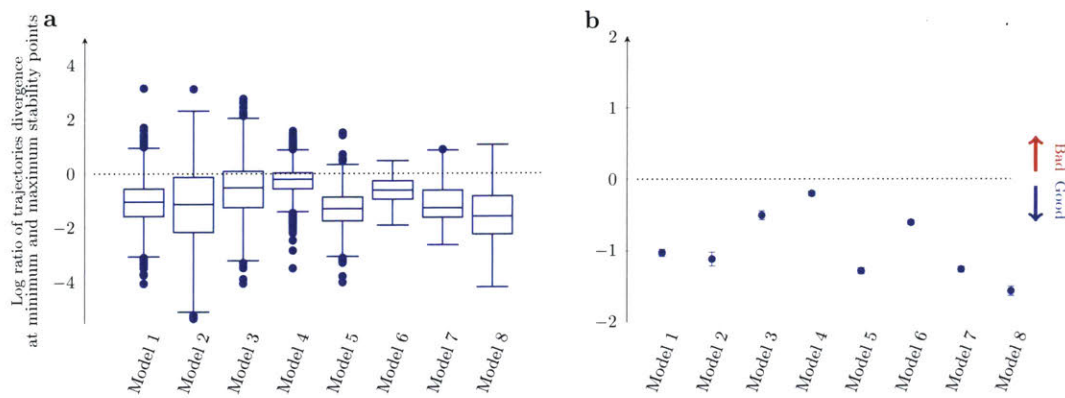 a
Log ratio of trajectories divergence
at minimum and maximum stability points
4
2
0
−2
−4
Model 1
Model 2
Model 3
Model 4
Model 5
Model 6
Model 7
Model 8
b
2
1
0
−1
−2
Bad
Good
Model 1
Model 2
Model 3
Model 4
Model 5
Model 6
Model 7
Model 8